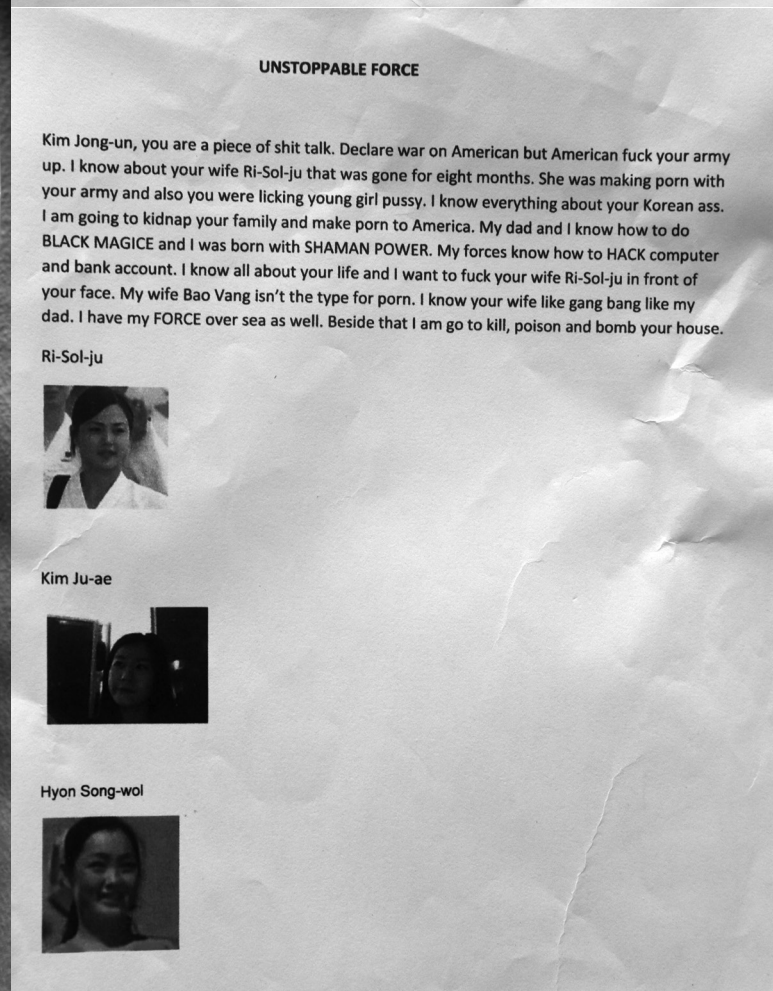 UNSTOPPABLE FORCE
Kim Jong-un, you are a piece of shit talk. Declare war on American but American fuck your army
up. I know about your wife Ri-Sol-ju that was gone for eight months. She was making porn with
your army and also you were licking young girl pussy. I know everything about your Korean ass.
I am going to kidnap your family and make porn to America. My dad and I know how to do
BLACK MAGICE and I was born with SHAMAN POWER. My forces know how to HACK computer
and bank account. I know all about your life and I want to fuck your wife Ri-Sol-ju in front of
your face. My wife Bao Vang isn't the type for porn. I know your wife like gang bang like my
dad. I have my FORCE over sea as well. Beside that I am go to kill, poison and bomb your house.
Ri-Sol-ju
Kim Ju-ae
Hyon Song-wol